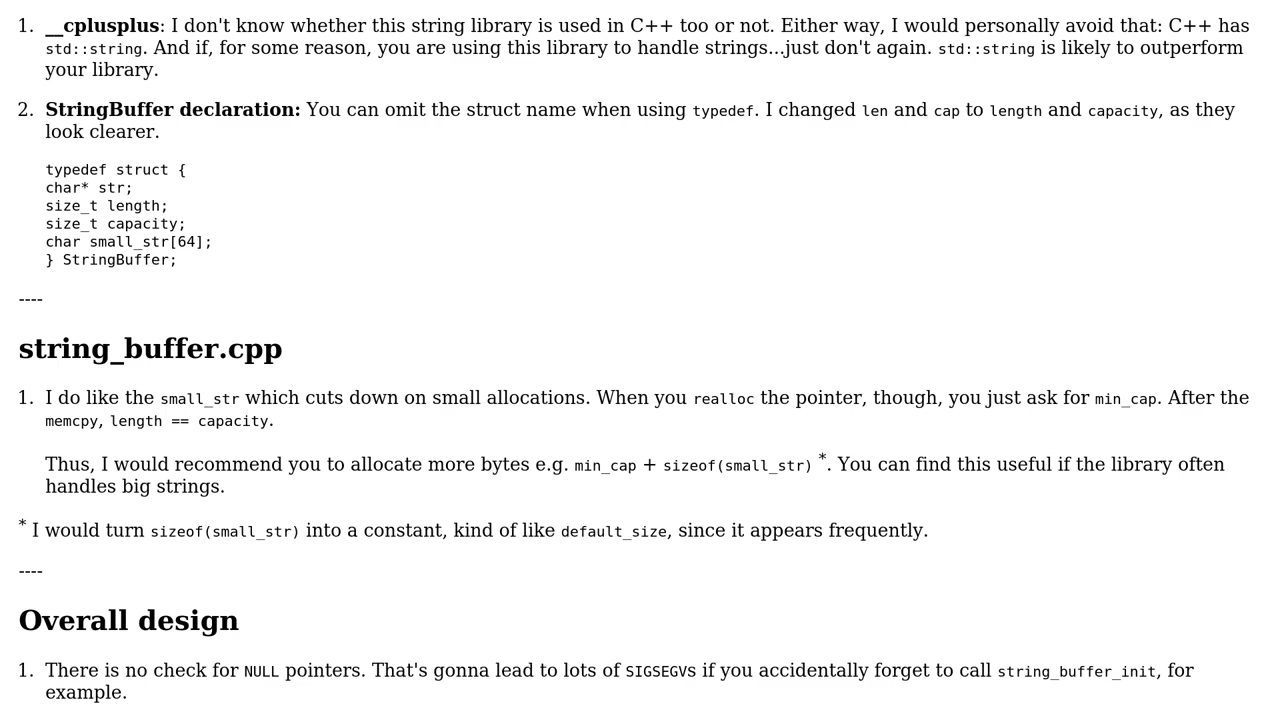 1. __cplusplus: I don't know whether this string library is used in C++ too or not. Either way, I would personally avoid that: C++ has
std::string. And if, for some reason, you are using this library to handle strings...just don't again. std::string is likely to outperform
your library.
2. StringBuffer declaration: You can omit the struct name when using typedef. I changed len and cap to length and capacity, as they
look clearer.
typedef struct {
char* str;
size_t length;
size_t capacity;
char small_str[64];
} StringBuffer;
----
string_buffer.cpp
1. I do like the small_str which cuts down on small allocations. When you realloc the pointer, though, you just ask for min_cap. After the
memcpy, length == capacity.
Thus, I would recommend you to allocate more bytes e.g. min_cap + sizeof(small_str) *. You can find this useful if the library often
handles big strings.
* I would turn sizeof(small_str) into a constant, kind of like default_size, since it appears frequently.
----
Overall design
1. There is no check for NULL pointers. That's gonna lead to lots of SIGSEGVs if you accidentally forget to call string_buffer_init, for
example.